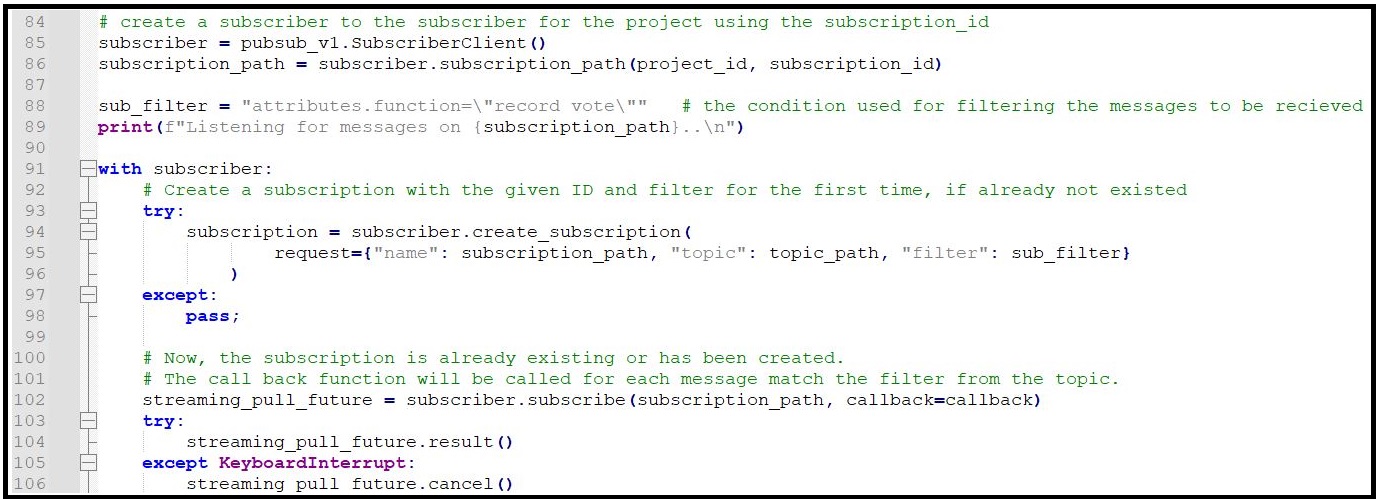 84 # create a subscriber to the subscriber for the project using the subscription_id
85 subscriber = pubsub_v1.SubscriberClient()
86 subscription_path = subscriber.subscription_path(project_id, subscription_id)
87
88 sub_filter = "attributes.function=\"record vote\"" # the condition used for filtering the messages to be recieved
89 print(f"Listening for messages on {subscription_path}..\n")
90
91 with subscriber:
92 # Create a subscription with the given ID and filter for the first time, if already not existed
93 try:
94 subscription = subscriber.create_subscription(
95 request={"name": subscription_path, "topic": topic_path, "filter": sub_filter}
96 )
97 except:
98 pass;
99
100 # Now, the subscription is already existing or has been created.
101 # The call back function will be called for each message match the filter from the topic.
102 streaming_pull_future = subscriber.subscribe(subscription_path, callback=callback)
103 try:
104 streaming_pull_future.result()
105 except KeyboardInterrupt:
106 streaming_pull_future.cancel()